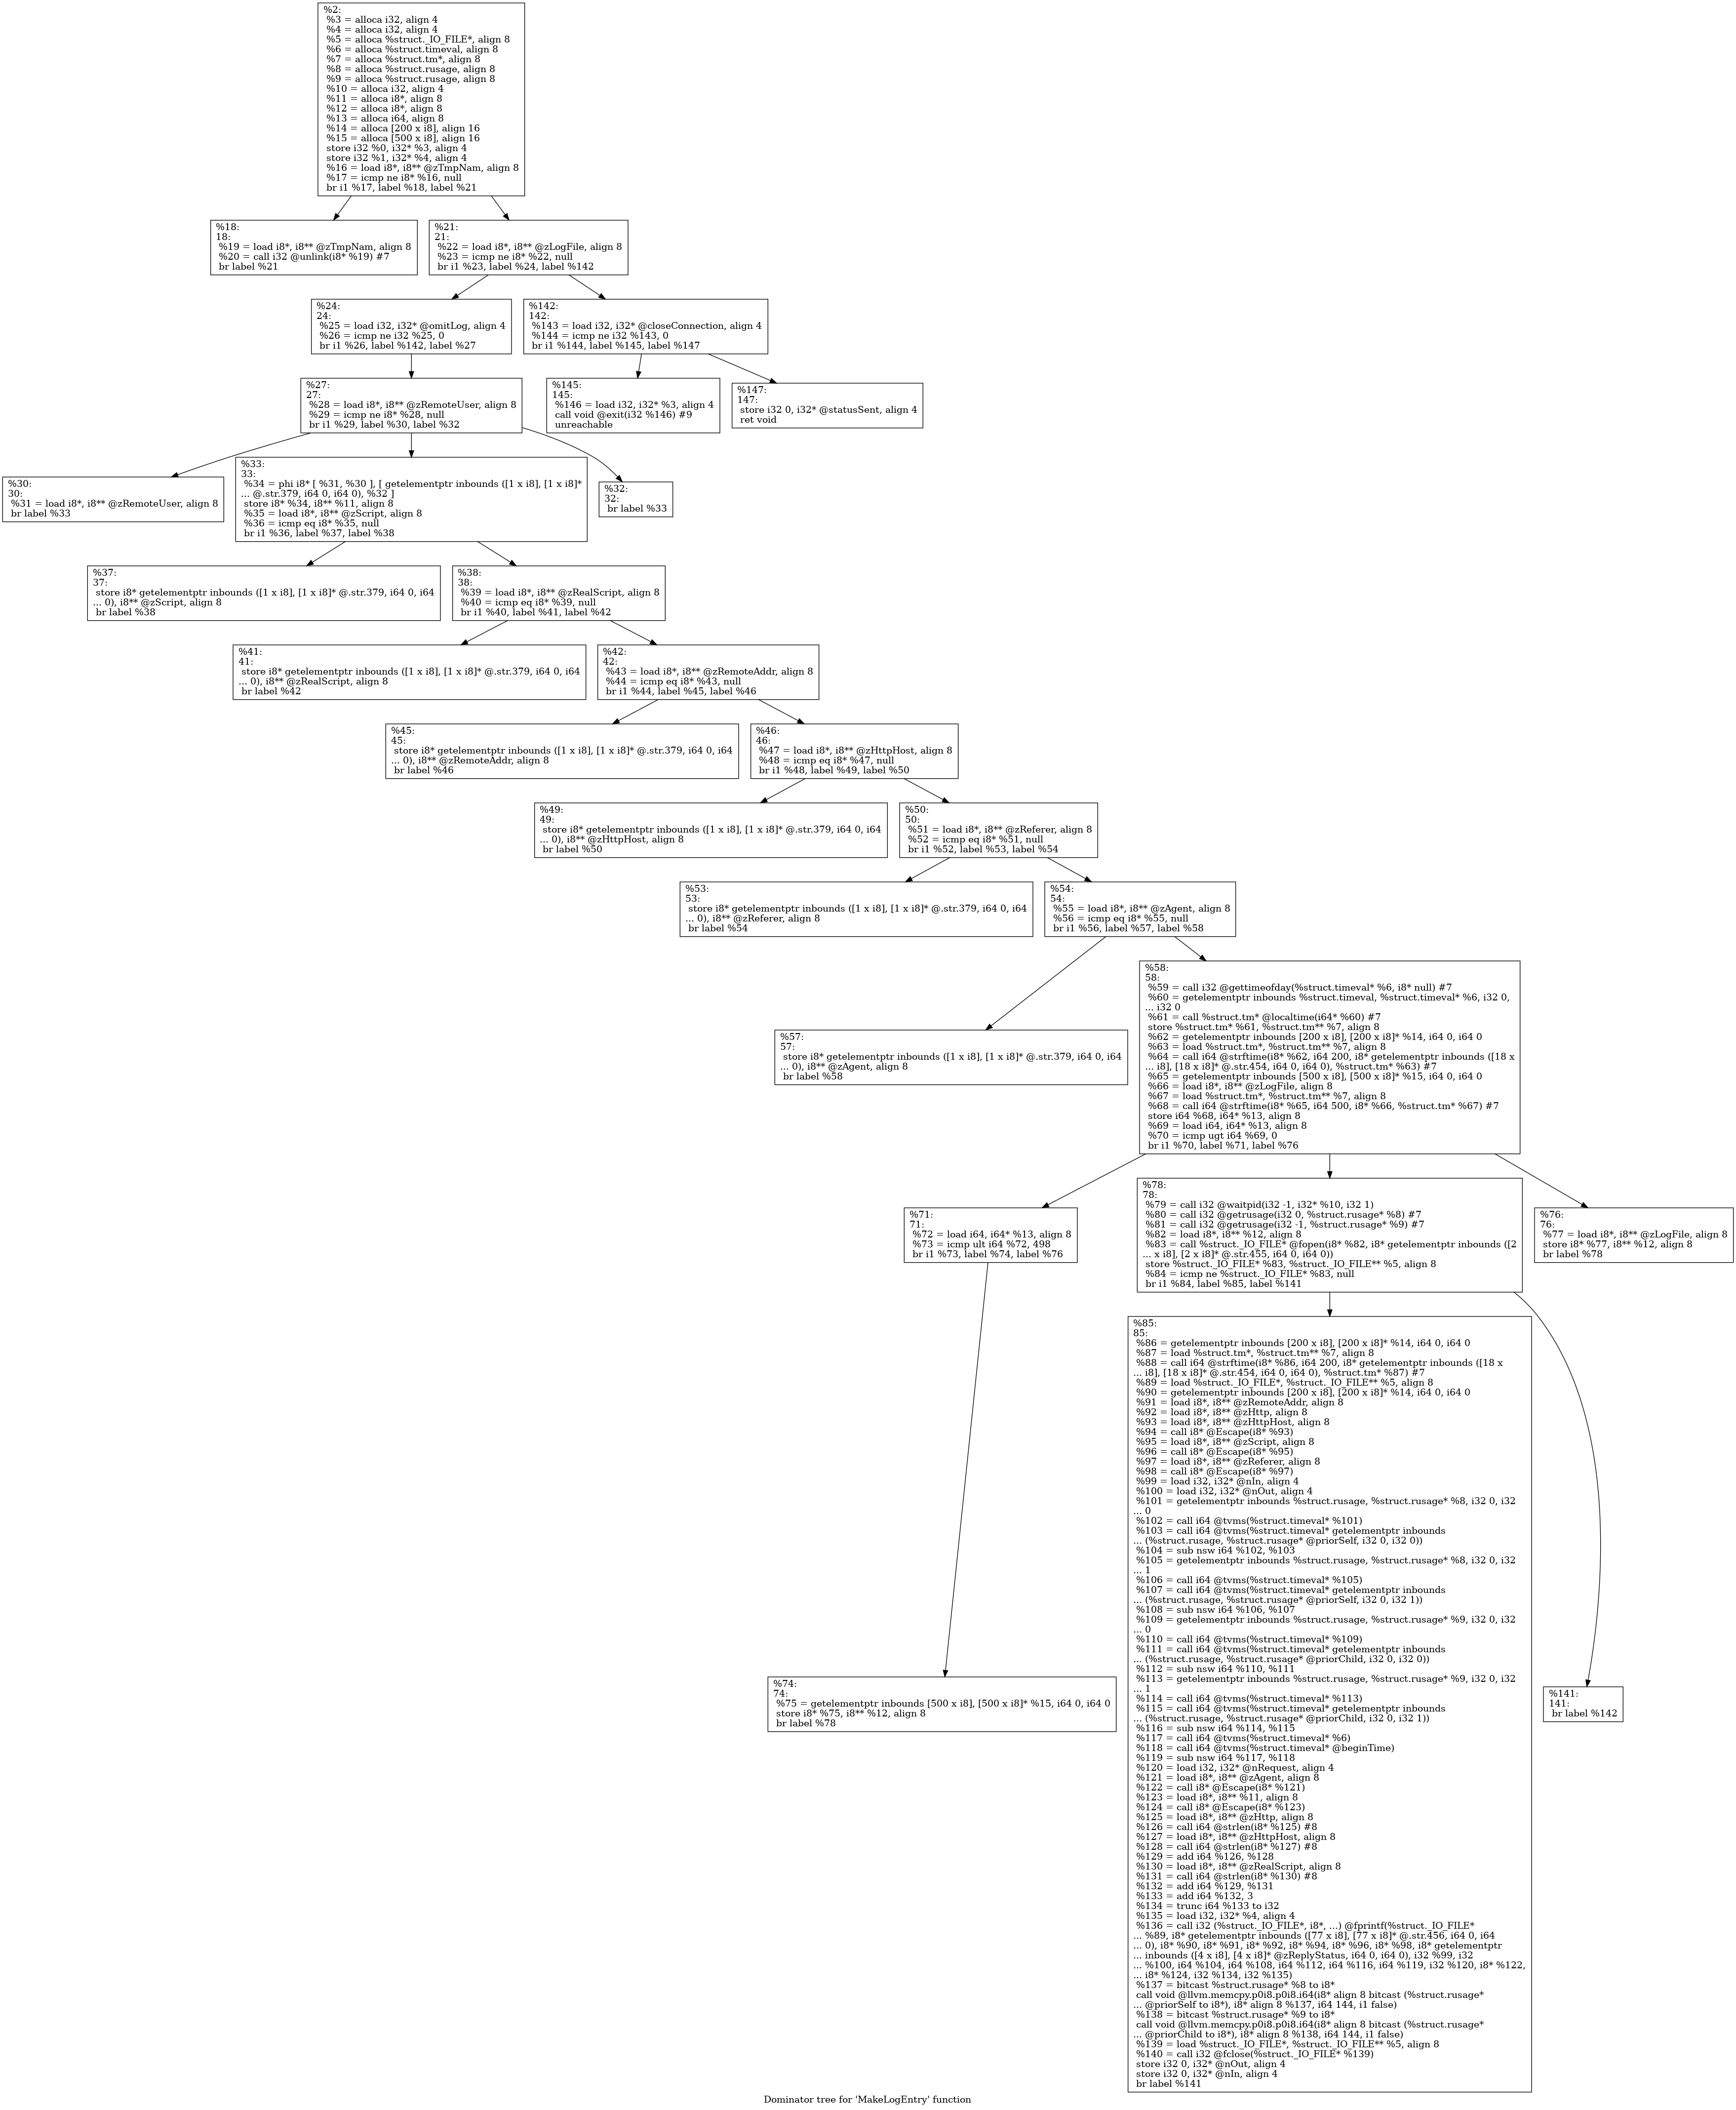 %2:
%3 = alloca i32, align 4
%4 = alloca i32, align 4
%5 = alloca %struct._IO_FILE*, align 8
%6 = alloca %struct.timeval, align 8
%7 = alloca %struct.tm*, align 8
%8 = alloca %struct.rusage, align 8
%9 = alloca %struct.rusage, align 8
%10 = alloca i32, align 4
%11 = alloca i8*, align 8
%12 = alloca i8*, align 8
%13 = alloca i64, align 8
%14 = alloca [200 x i8], align 16
%15 = alloca [500 x i8], align 16
store i32 %0, i32* %3, align 4
store i32 %1, i32* %4, align 4
%16 = load i8*, i8** @zTmpNam, align 8
%17 = icmp ne i8* %16, null
br i1 %17, label %18, label %21
%18:
18:
%19 = load i8*, i8** @zTmpNam, align 8
%20 = call i32 @unlink(i8* %19) #7
br label %21
%21:
21:
%22 = load i8*, i8** @zLogFile, align 8
%23 = icmp ne i8* %22, null
br i1 %23, label %24, label %142
%24:
24:
%25 = load i32, i32* @omitLog, align 4
%26 = icmp ne i32 %25, 0
br i1 %26, label %142, label %27
%142:
142:
%143 = load i32, i32* @closeConnection, align 4
%144 = icmp ne i32 %143, 0
br i1 %144, label %145, label %147
%27:
27:
%28 = load i8*, i8** @zRemoteUser, align 8
%29 = icmp ne i8* %28, null
br i1 %29, label %30, label %32
%145:
145:
%146 = load i32, i32* %3, align 4
call void @exit(i32 %146) #9
unreachable
%147:
147:
store i32 0, i32* @statusSent, align 4
ret void
%30:
30:
%31 = load i8*, i8** @zRemoteUser, align 8
br label %33
%33:
33:
%34 = phi i8* [ %31, %30 ], [ getelementptr inbounds ([1 x i8], [1 x i8]*
... @.str.379, i64 0, i64 0), %32 ]
store i8* %34, i8** %11, align 8
%35 = load i8*, i8** @zScript, align 8
%36 = icmp eq i8* %35, null
br i1 %36, label %37, label %38
%32:
32:
br label %33
%37:
37:
store i8* getelementptr inbounds ([1 x i8], [1 x i8]* @.str.379, i64 0, i64
... 0), i8** @zScript, align 8
br label %38
%38:
38:
%39 = load i8*, i8** @zRealScript, align 8
%40 = icmp eq i8* %39, null
br i1 %40, label %41, label %42
%41:
41:
store i8* getelementptr inbounds ([1 x i8], [1 x i8]* @.str.379, i64 0, i64
... 0), i8** @zRealScript, align 8
br label %42
%42:
42:
%43 = load i8*, i8** @zRemoteAddr, align 8
%44 = icmp eq i8* %43, null
br i1 %44, label %45, label %46
%45:
45:
store i8* getelementptr inbounds ([1 x i8], [1 x i8]* @.str.379, i64 0, i64
... 0), i8** @zRemoteAddr, align 8
br label %46
%46:
46:
%47 = load i8*, i8** @zHttpHost, align 8
%48 = icmp eq i8* %47, null
br i1 %48, label %49, label %50
%49:
49:
store i8* getelementptr inbounds ([1 x i8], [1 x i8]* @.str.379, i64 0, i64
... 0), i8** @zHttpHost, align 8
br label %50
%50:
50:
%51 = load i8*, i8** @zReferer, align 8
%52 = icmp eq i8* %51, null
br i1 %52, label %53, label %54
%53:
53:
store i8* getelementptr inbounds ([1 x i8], [1 x i8]* @.str.379, i64 0, i64
... 0), i8** @zReferer, align 8
br label %54
%54:
54:
%55 = load i8*, i8** @zAgent, align 8
%56 = icmp eq i8* %55, null
br i1 %56, label %57, label %58
%57:
57:
store i8* getelementptr inbounds ([1 x i8], [1 x i8]* @.str.379, i64 0, i64
... 0), i8** @zAgent, align 8
br label %58
%58:
58:
%59 = call i32 @gettimeofday(%struct.timeval* %6, i8* null) #7
%60 = getelementptr inbounds %struct.timeval, %struct.timeval* %6, i32 0,
... i32 0
%61 = call %struct.tm* @localtime(i64* %60) #7
store %struct.tm* %61, %struct.tm** %7, align 8
%62 = getelementptr inbounds [200 x i8], [200 x i8]* %14, i64 0, i64 0
%63 = load %struct.tm*, %struct.tm** %7, align 8
%64 = call i64 @strftime(i8* %62, i64 200, i8* getelementptr inbounds ([18 x
... i8], [18 x i8]* @.str.454, i64 0, i64 0), %struct.tm* %63) #7
%65 = getelementptr inbounds [500 x i8], [500 x i8]* %15, i64 0, i64 0
%66 = load i8*, i8** @zLogFile, align 8
%67 = load %struct.tm*, %struct.tm** %7, align 8
%68 = call i64 @strftime(i8* %65, i64 500, i8* %66, %struct.tm* %67) #7
store i64 %68, i64* %13, align 8
%69 = load i64, i64* %13, align 8
%70 = icmp ugt i64 %69, 0
br i1 %70, label %71, label %76
%71:
71:
%72 = load i64, i64* %13, align 8
%73 = icmp ult i64 %72, 498
br i1 %73, label %74, label %76
%78:
78:
%79 = call i32 @waitpid(i32 -1, i32* %10, i32 1)
%80 = call i32 @getrusage(i32 0, %struct.rusage* %8) #7
%81 = call i32 @getrusage(i32 -1, %struct.rusage* %9) #7
%82 = load i8*, i8** %12, align 8
%83 = call %struct._IO_FILE* @fopen(i8* %82, i8* getelementptr inbounds ([2
... x i8], [2 x i8]* @.str.455, i64 0, i64 0))
store %struct._IO_FILE* %83, %struct._IO_FILE** %5, align 8
%84 = icmp ne %struct._IO_FILE* %83, null
br i1 %84, label %85, label %141
%76:
76:
%77 = load i8*, i8** @zLogFile, align 8
store i8* %77, i8** %12, align 8
br label %78
%74:
74:
%75 = getelementptr inbounds [500 x i8], [500 x i8]* %15, i64 0, i64 0
store i8* %75, i8** %12, align 8
br label %78
%85:
85:
%86 = getelementptr inbounds [200 x i8], [200 x i8]* %14, i64 0, i64 0
%87 = load %struct.tm*, %struct.tm** %7, align 8
%88 = call i64 @strftime(i8* %86, i64 200, i8* getelementptr inbounds ([18 x
... i8], [18 x i8]* @.str.454, i64 0, i64 0), %struct.tm* %87) #7
%89 = load %struct._IO_FILE*, %struct._IO_FILE** %5, align 8
%90 = getelementptr inbounds [200 x i8], [200 x i8]* %14, i64 0, i64 0
%91 = load i8*, i8** @zRemoteAddr, align 8
%92 = load i8*, i8** @zHttp, align 8
%93 = load i8*, i8** @zHttpHost, align 8
%94 = call i8* @Escape(i8* %93)
%95 = load i8*, i8** @zScript, align 8
%96 = call i8* @Escape(i8* %95)
%97 = load i8*, i8** @zReferer, align 8
%98 = call i8* @Escape(i8* %97)
%99 = load i32, i32* @nIn, align 4
%100 = load i32, i32* @nOut, align 4
%101 = getelementptr inbounds %struct.rusage, %struct.rusage* %8, i32 0, i32
... 0
%102 = call i64 @tvms(%struct.timeval* %101)
%103 = call i64 @tvms(%struct.timeval* getelementptr inbounds
... (%struct.rusage, %struct.rusage* @priorSelf, i32 0, i32 0))
%104 = sub nsw i64 %102, %103
%105 = getelementptr inbounds %struct.rusage, %struct.rusage* %8, i32 0, i32
... 1
%106 = call i64 @tvms(%struct.timeval* %105)
%107 = call i64 @tvms(%struct.timeval* getelementptr inbounds
... (%struct.rusage, %struct.rusage* @priorSelf, i32 0, i32 1))
%108 = sub nsw i64 %106, %107
%109 = getelementptr inbounds %struct.rusage, %struct.rusage* %9, i32 0, i32
... 0
%110 = call i64 @tvms(%struct.timeval* %109)
%111 = call i64 @tvms(%struct.timeval* getelementptr inbounds
... (%struct.rusage, %struct.rusage* @priorChild, i32 0, i32 0))
%112 = sub nsw i64 %110, %111
%113 = getelementptr inbounds %struct.rusage, %struct.rusage* %9, i32 0, i32
... 1
%114 = call i64 @tvms(%struct.timeval* %113)
%115 = call i64 @tvms(%struct.timeval* getelementptr inbounds
... (%struct.rusage, %struct.rusage* @priorChild, i32 0, i32 1))
%116 = sub nsw i64 %114, %115
%117 = call i64 @tvms(%struct.timeval* %6)
%118 = call i64 @tvms(%struct.timeval* @beginTime)
%119 = sub nsw i64 %117, %118
%120 = load i32, i32* @nRequest, align 4
%121 = load i8*, i8** @zAgent, align 8
%122 = call i8* @Escape(i8* %121)
%123 = load i8*, i8** %11, align 8
%124 = call i8* @Escape(i8* %123)
%125 = load i8*, i8** @zHttp, align 8
%126 = call i64 @strlen(i8* %125) #8
%127 = load i8*, i8** @zHttpHost, align 8
%128 = call i64 @strlen(i8* %127) #8
%129 = add i64 %126, %128
%130 = load i8*, i8** @zRealScript, align 8
%131 = call i64 @strlen(i8* %130) #8
%132 = add i64 %129, %131
%133 = add i64 %132, 3
%134 = trunc i64 %133 to i32
%135 = load i32, i32* %4, align 4
%136 = call i32 (%struct._IO_FILE*, i8*, ...) @fprintf(%struct._IO_FILE*
... %89, i8* getelementptr inbounds ([77 x i8], [77 x i8]* @.str.456, i64 0, i64
... 0), i8* %90, i8* %91, i8* %92, i8* %94, i8* %96, i8* %98, i8* getelementptr
... inbounds ([4 x i8], [4 x i8]* @zReplyStatus, i64 0, i64 0), i32 %99, i32
... %100, i64 %104, i64 %108, i64 %112, i64 %116, i64 %119, i32 %120, i8* %122,
... i8* %124, i32 %134, i32 %135)
%137 = bitcast %struct.rusage* %8 to i8*
call void @llvm.memcpy.p0i8.p0i8.i64(i8* align 8 bitcast (%struct.rusage*
... @priorSelf to i8*), i8* align 8 %137, i64 144, i1 false)
%138 = bitcast %struct.rusage* %9 to i8*
call void @llvm.memcpy.p0i8.p0i8.i64(i8* align 8 bitcast (%struct.rusage*
... @priorChild to i8*), i8* align 8 %138, i64 144, i1 false)
%139 = load %struct._IO_FILE*, %struct._IO_FILE** %5, align 8
%140 = call i32 @fclose(%struct._IO_FILE* %139)
store i32 0, i32* @nOut, align 4
store i32 0, i32* @nIn, align 4
br label %141
%141:
141:
br label %142
Dominator tree for 'MakeLogEntry' function